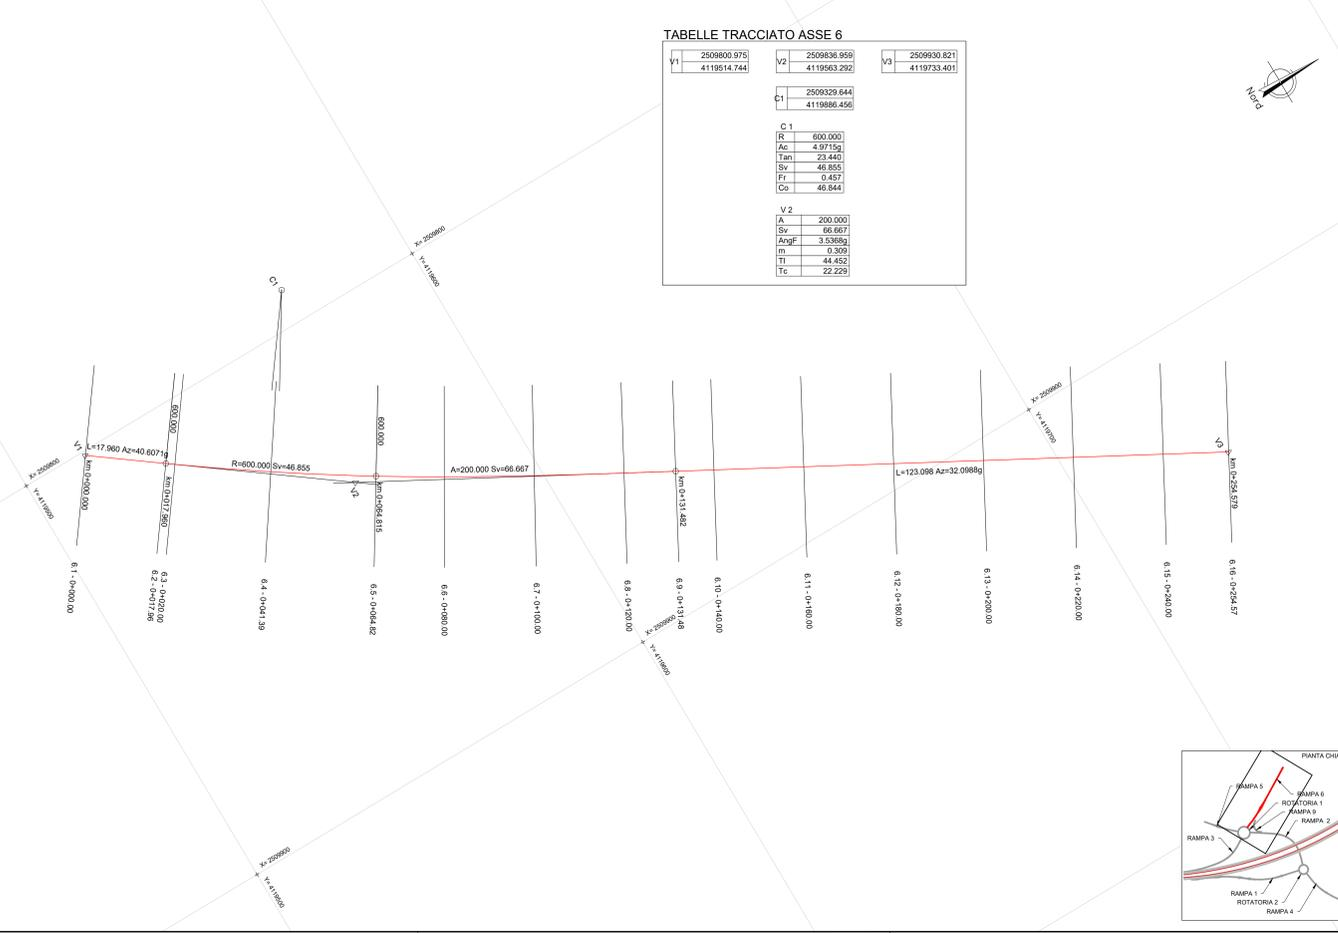 TABELLE TRACCIATO ASSE 6
V1 2509800.975
4119514.744
V2 2509836.959
4119563.292
V3 2509930.821
4119733.401
C1 2509329.644
4119886.456
C 1
R 600.000
Ac 4.9715g
Tan 23.440
Sv 46.855
Fr 0.457
Co 46.844
V 2
A 200.000
Sv 66.667
AngF 3.5368g
m 0.309
Tl 44.452
Tc 22.229
Nord
X= 2509800
Y= 4119600
C1
X= 2509900
Y= 4119700
V1
L=17.960 Az=40.6071g
600.000
R=600.000 Sv=46.855
600.000
A=200.000 Sv=66.667
V2
L=123.098 Az=32.0988g
V3
X= 2509800
Y= 4119500
km 0+000.000
km 0+017.960
km 0+064.815
km 0+131.482
km 0+254.579
6.1 - 0+000.00
6.2 - 0+017.96
6.3 - 0+020.00
6.4 - 0+041.39
6.5 - 0+064.82
6.6 - 0+080.00
6.7 - 0+100.00
6.8 - 0+120.00
6.9 - 0+131.48
6.10 - 0+140.00
6.11 - 0+160.00
6.12 - 0+180.00
6.13 - 0+200.00
6.14 - 0+220.00
6.15 - 0+240.00
6.16 - 0+254.57
X= 2509900
Y= 4119600
X= 2509900
Y= 4119500
PIANTA CHIA
RAMPA 5
RAMPA 6
ROTATORIA 1
RAMPA 9
RAMPA 2
RAMPA 3
RAMPA 1
ROTATORIA 2
RAMPA 4